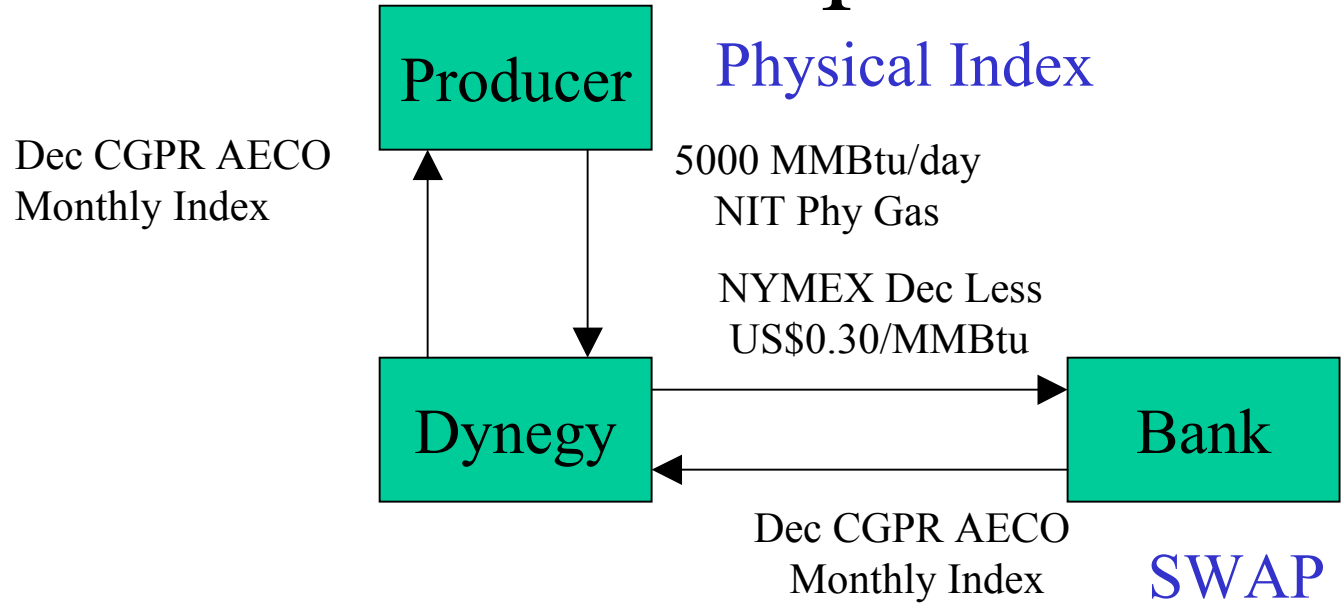 Producer
Physical Index
Dec CGPR AECO
Monthly Index
5000 MMBtu/day
NIT Phy Gas
NYMEX Dec Less
US$0.30/MMBtu
Dynegy
Bank
Dec CGPR AECO
Monthly Index
SWAP